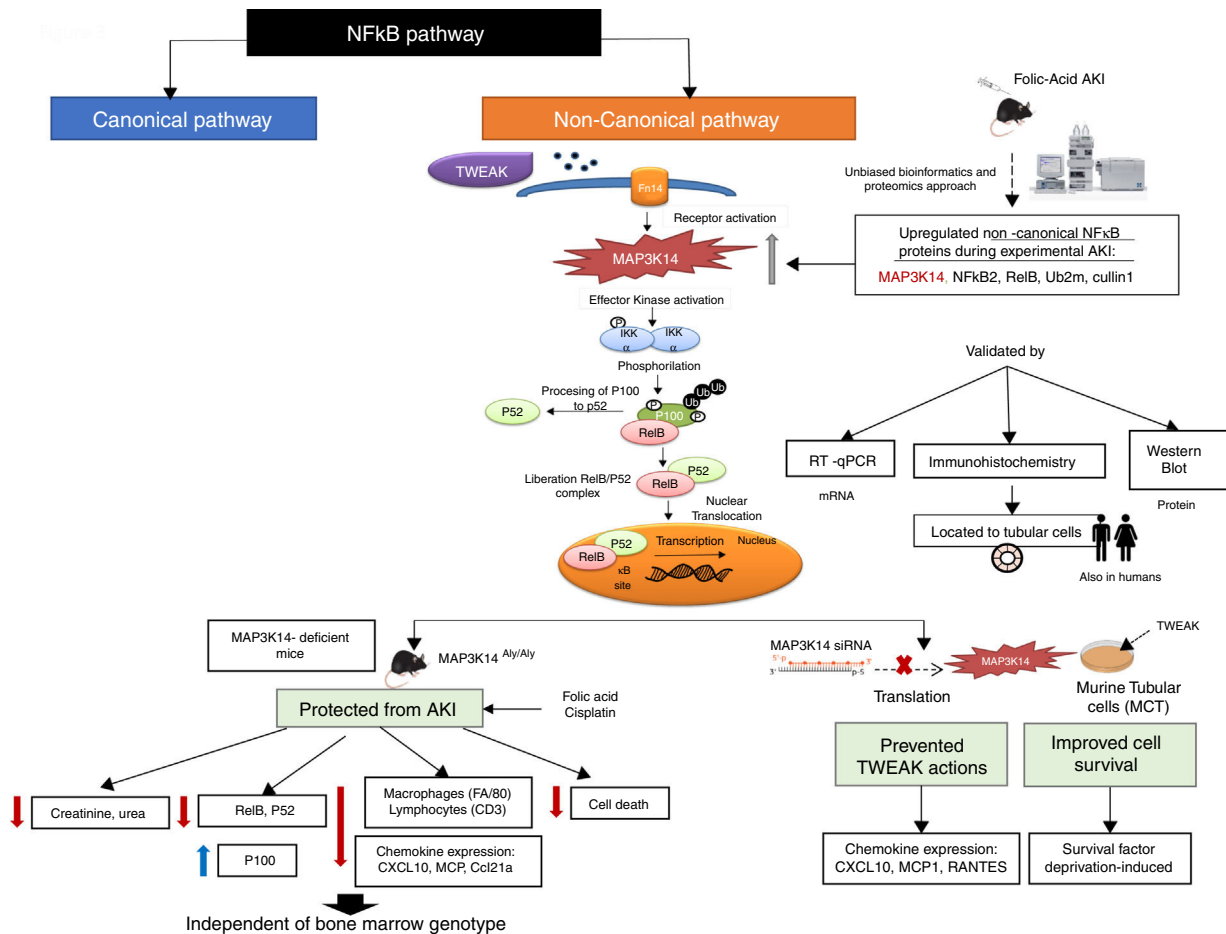 NFkB pathway
Canonical pathway
Non-Canonical pathway
Folic-Acid AKI
TWEAK
Fn14
Unbiased bioinformatics and
proteomics approach
Receptor activation
MAP3K14
Upregulated non -canonical NFκB
proteins during experimental AKI:
MAP3K14, NFkB2, RelB, Ub2m, cullin1
Effector Kinase activation
P
IKK
α
IKK
α
Phosphorilation
Validated by
Procesing of P100
to p52
P52
P
Ub
Ub
Ub
P100
P
RelB
RT -qPCR
mRNA
Immunohistochemistry
Western
Blot
Protein
Liberation RelB/P52
complex
P52
RelB
Nuclear
Translocation
Located to tubular cells
Also in humans
P52
RelB
Transcription
Nucleus
κB
site
MAP3K14- deficient
mice
MAP3K14 Aly/Aly
MAP3K14 siRNA
5'-p
3'
3'
p-5
MAP3K14
TWEAK
Translation
Murine Tubular
cells (MCT)
Protected from AKI
Folic acid
Cisplatin
Prevented
TWEAK actions
Improved cell
survival
Creatinine, urea
RelB, P52
P100
Macrophages (FA/80)
Lymphocytes (CD3)
Chemokine expression:
CXCL10, MCP, Ccl21a
Cell death
Chemokine expression:
CXCL10, MCP1, RANTES
Survival factor
deprivation-induced
Independent of bone marrow genotype